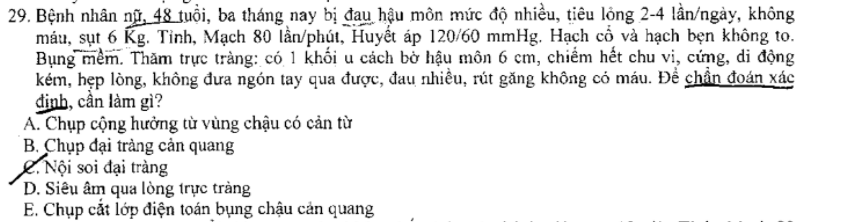 29. Bệnh nhân nữ, 48 tuổi, ba tháng nay bị đau hậu môn mức độ nhiều, tiêu lỏng 2-4 lần/ngày, không
máu, sụt 6 Kg. Tỉnh, Mạch 80 lần/phút, Huyết áp 120/60 mmHg. Hạch cổ và hạch bẹn không to.
Bụng mềm. Thăm trực tràng: có 1 khối u cách bờ hậu môn 6 cm, chiếm hết chu vi, cứng, di động
kém, hẹp lòng, không đưa ngón tay qua được, đau nhiều, rút găng không có máu. Để chẩn đoán xác
định, cần làm gì?
A. Chụp cộng hưởng từ vùng chậu có cản từ
B. Chụp đại tràng cản quang
C. Nội soi đại tràng
D. Siêu âm qua lòng trực tràng
E. Chụp cắt lớp điện toán bụng chậu cản quang